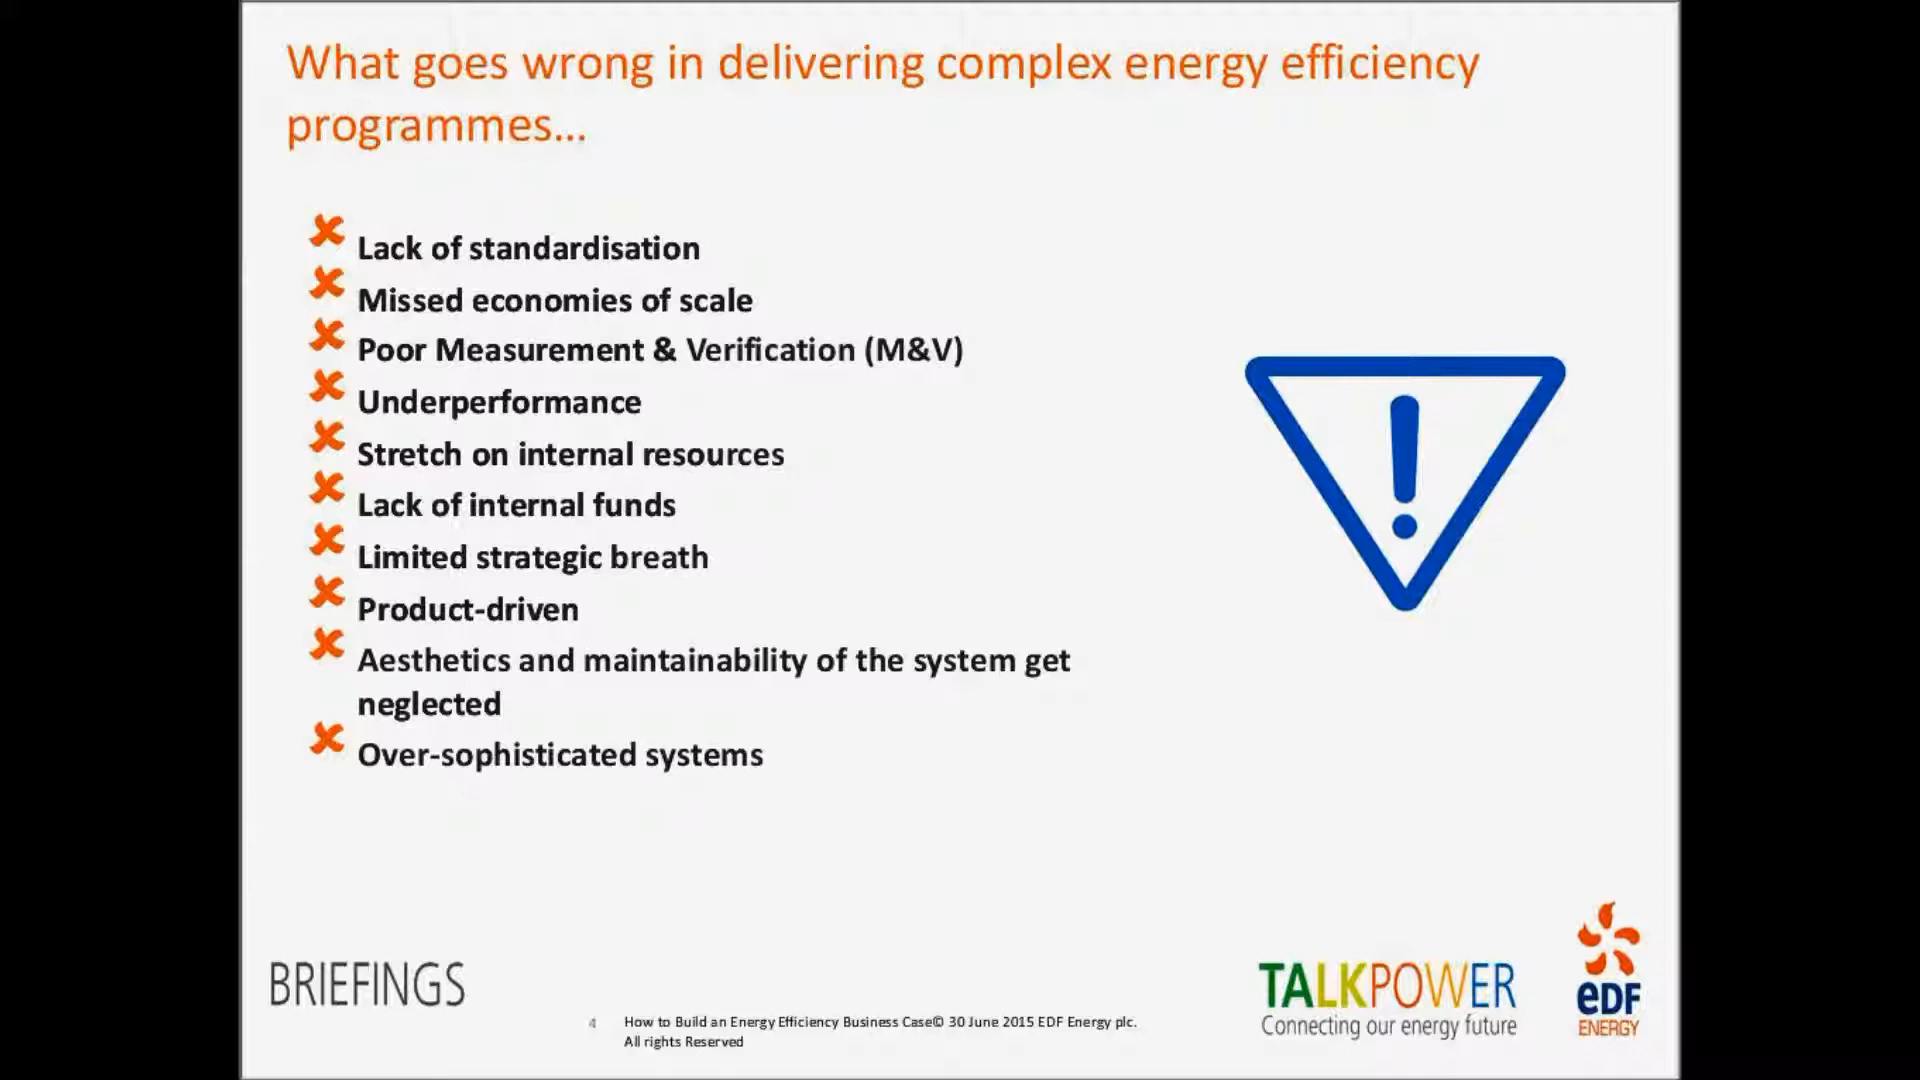 What goes wrong in delivering complex energy efficiency
programmes...
Lack of standardisation
Missed economies of scale
Poor Measurement & Verification (M&V)
Underperformance
Stretch on internal resources
Lack of internal funds
Limited strategic breath
Product-driven
Aesthetics and maintainability of the system get
neglected
Over-sophisticated systems
BRIEFINGS
4 How to Build an Energy Efficiency Business Case© 30 June 2015 EDF Energy plc.
All rights Reserved
TALKPOWER
Connecting our energy future
eDF
ENERGY